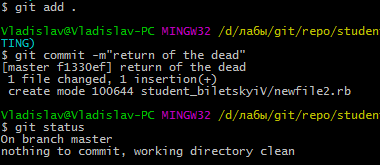 $ git add .
Vladislav@Vladislav-PC MINGW32 /d/лабы/git/repo/studen
TING)
$ git commit -m"return of the dead"
[master f1330ef] return of the dead
1 file changed, 1 insertion(+)
create mode 100644 student_biletskyiV/newfile2.rb
Vladislav@Vladislav-PC MINGW32 /d/лабы/git/repo/student
$ git status
On branch master
nothing to commit, working directory clean